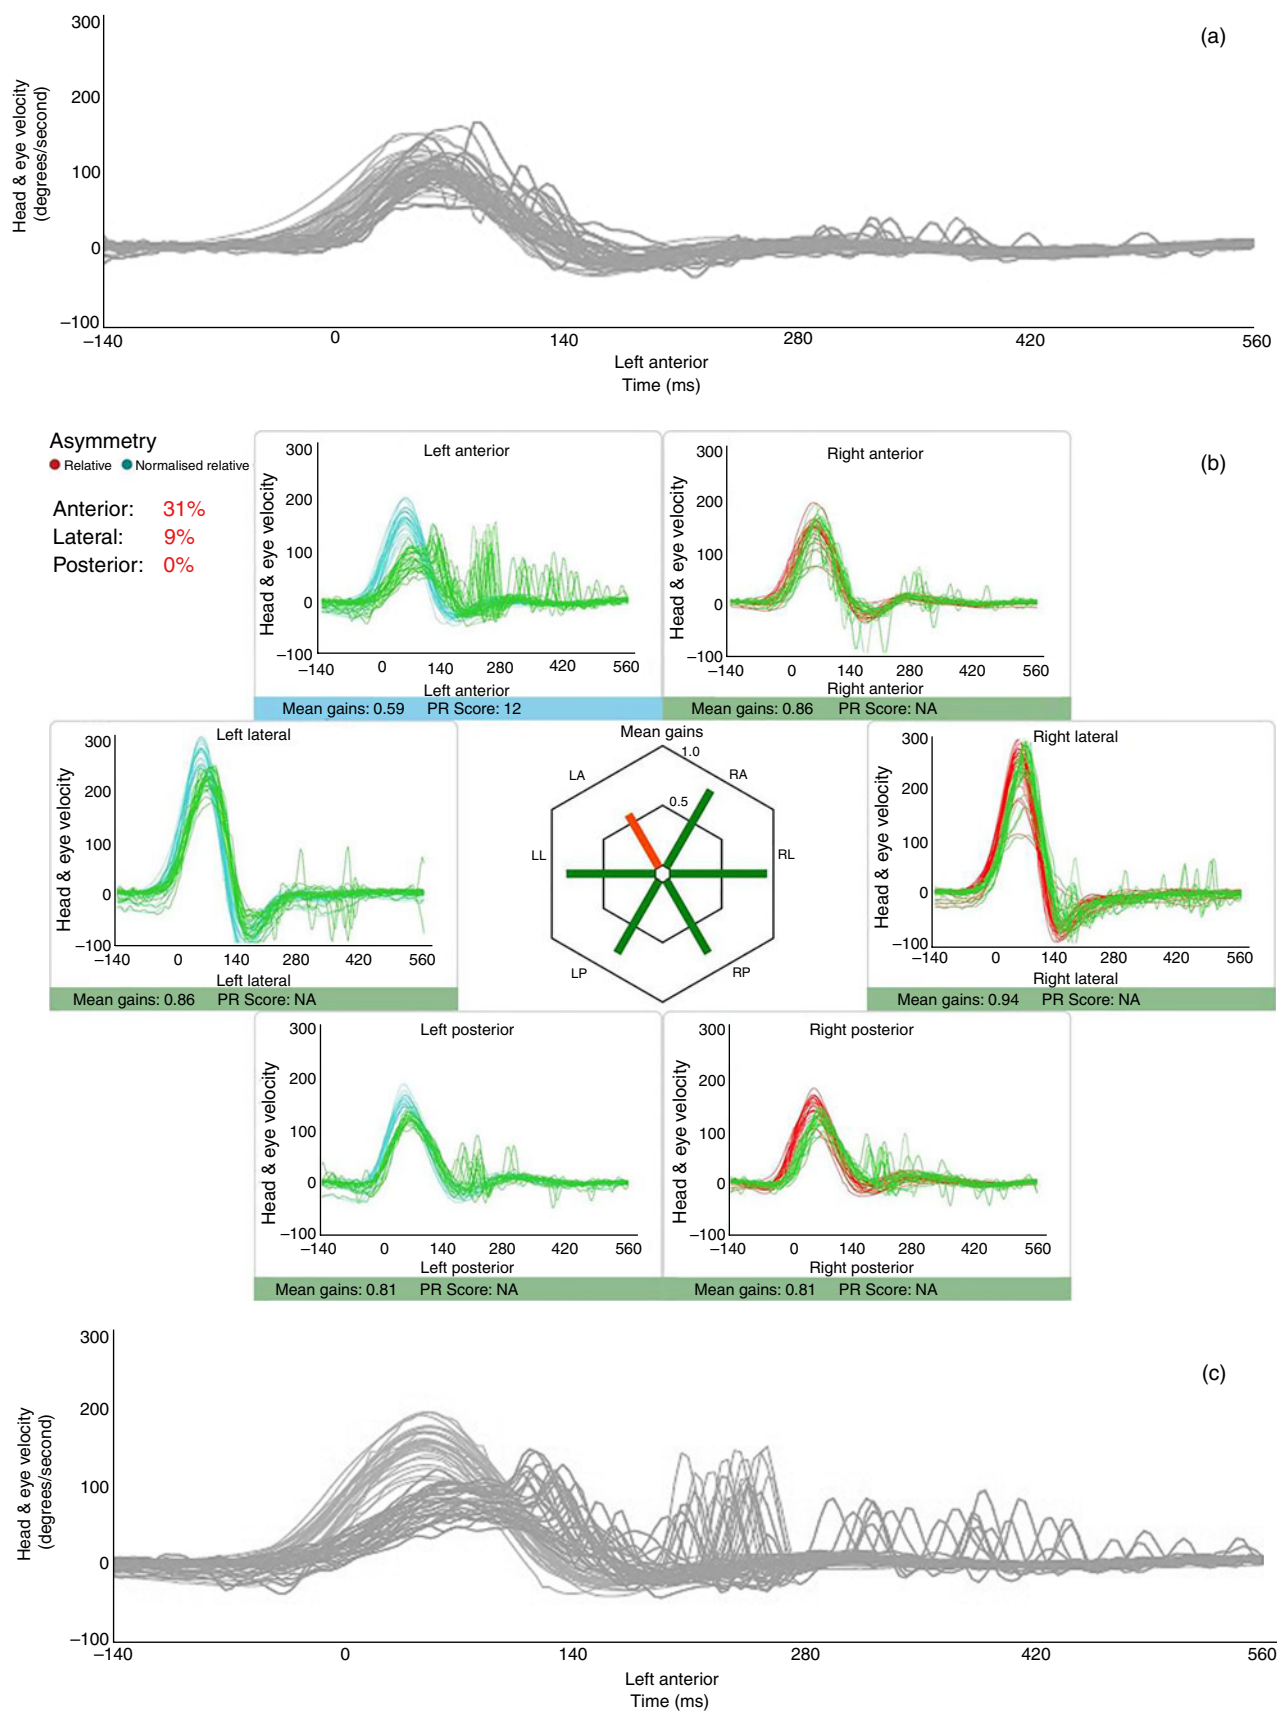 (a)
Head & eye velocity
(degrees/second)
300
200
100
0
−100
−140 0 140 280 420 560
Left anterior
Time (ms)
(b)
Asymmetry
Relative Normalised relative
Anterior: 31%
Lateral: 9%
Posterior: 0%
Left anterior
Head & eye velocity
300
200
100
0
−100
−140 0 140 280 420 560
Left anterior
Mean gains: 0.59 PR Score: 12
Right anterior
Head & eye velocity
300
200
100
0
−100
−140 0 140 280 420 560
Right anterior
Mean gains: 0.86 PR Score: NA
Left lateral
Head & eye velocity
300
200
100
0
−100
−140 0 140 280 420 560
Left lateral
Mean gains: 0.86 PR Score: NA
Mean gains
1.0
0.5
LA RA
LL RL
LP RP
Right lateral
Head & eye velocity
300
200
100
0
−100
−140 0 140 280 420 560
Right lateral
Mean gains: 0.94 PR Score: NA
Left posterior
Head & eye velocity
300
200
100
0
−100
−140 0 140 280 420 560
Left posterior
Mean gains: 0.81 PR Score: NA
Right posterior
Head & eye velocity
300
200
100
0
−100
−140 0 140 280 420 560
Right posterior
Mean gains: 0.81 PR Score: NA
(c)
Head & eye velocity
(degrees/second)
300
200
100
0
−100
−140 0 140 280 420 560
Left anterior
Time (ms)